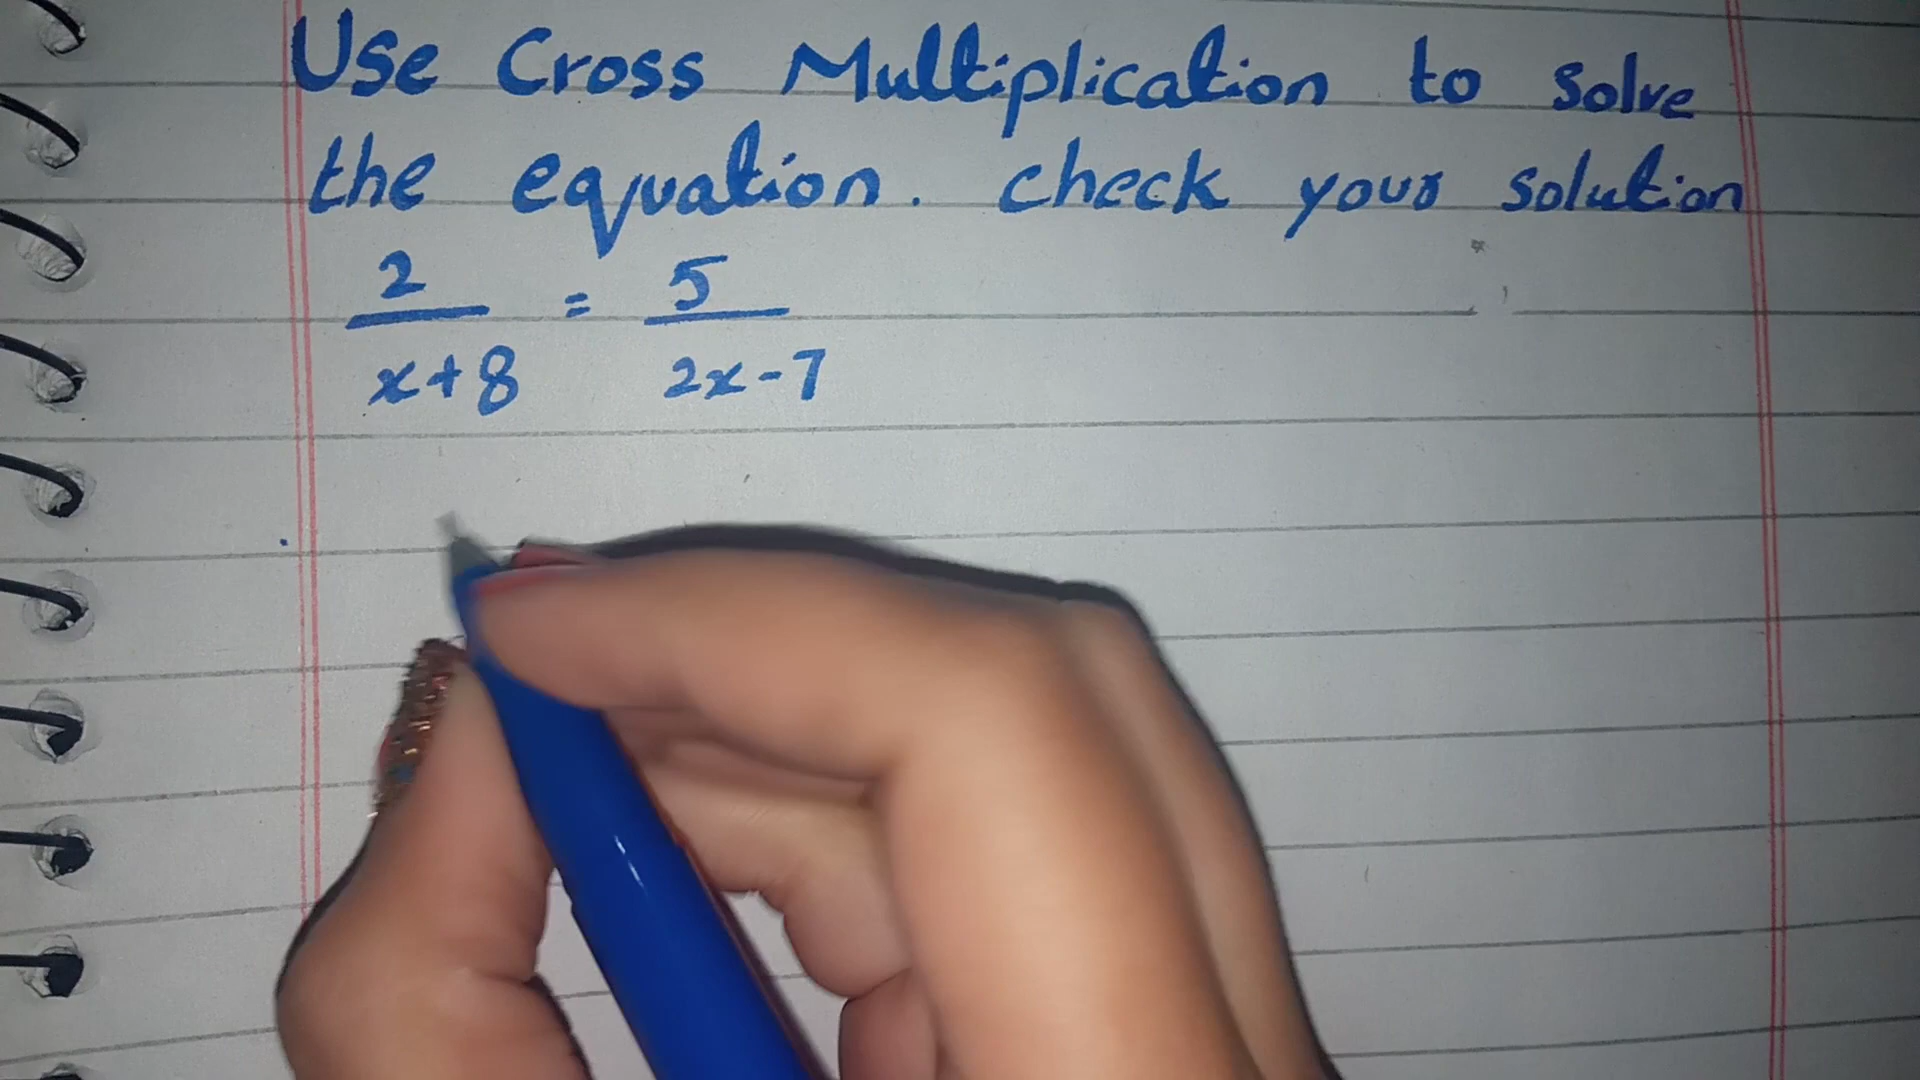 Use Cross Multiplication to solve
the equation. check your solution
2/x+8 = 5/2x-7